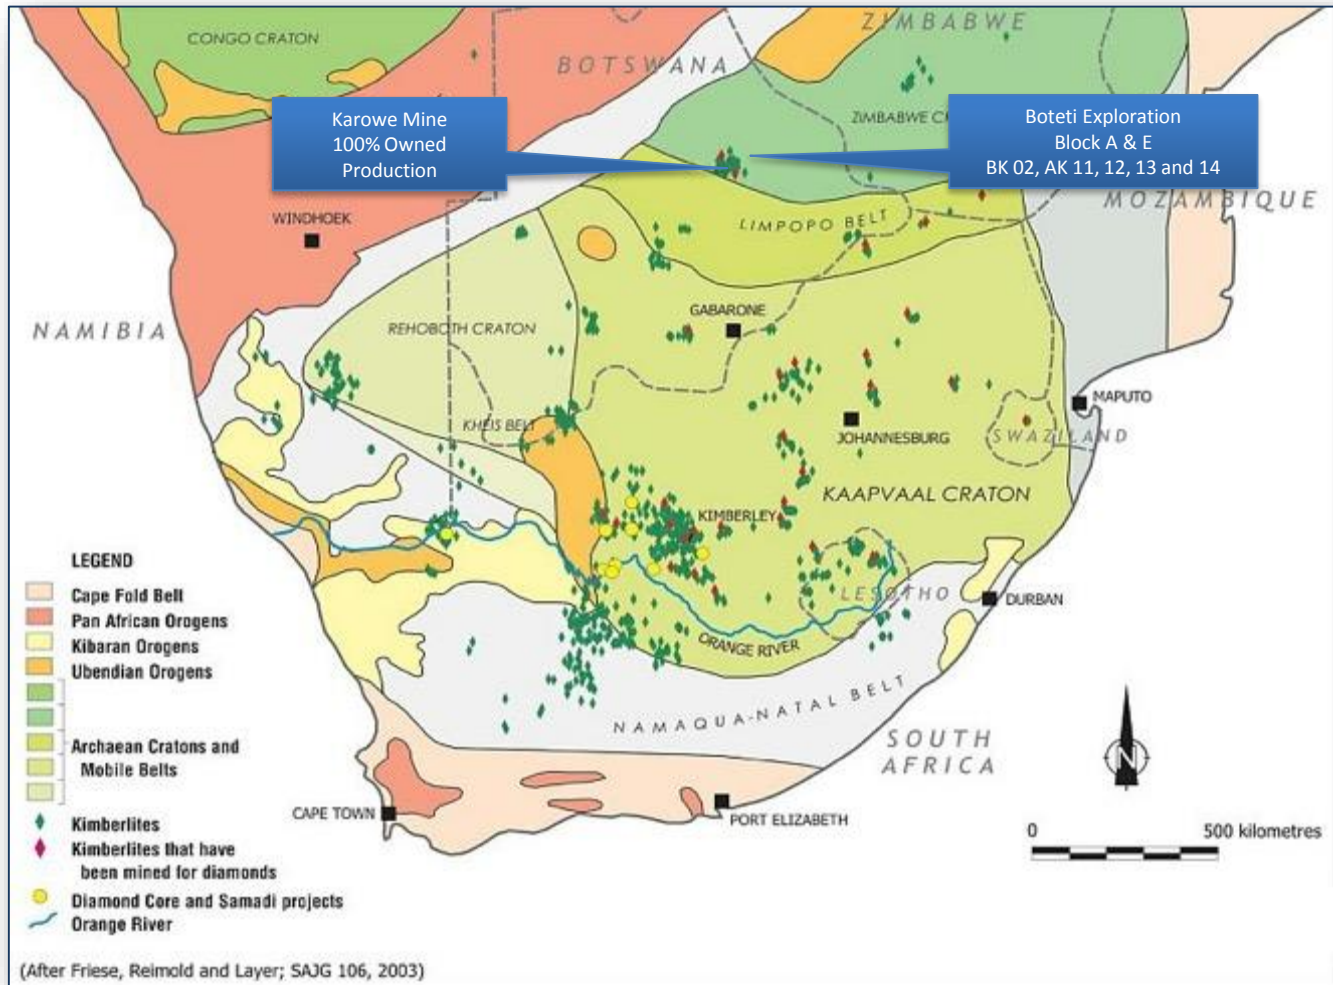 CONGO CRATON
ZIMBABWE
BOTSWANA
Karowe Mine
100% Owned
Production
ZIMBABWE
Boteti Exploration
Block A & E
BK 02, AK 11, 12, 13 and 14
MOZAMBIQUE
WINDHOEK
LIMPOPO BELT
NAMIBIA
REHOBOTH CRATON
GABARONE
MAPUTO
KHEIS BELT
JOHANNESBURG
SWAZILAND
KAAPVAAL CRATON
KIMBERLEY
LESOTHO
DURBAN
ORANGE RIVER
NAMAQUA-NATAL BELT
SOUTH
AFRICA
N
CAPE TOWN
PORT ELIZABETH
0 500 kilometres
LEGEND
Cape Fold Belt
Pan African Orogens
Kibaran Orogens
Ubendian Orogens
Archaean Cratons and
Mobile Belts
Kimberlites
Kimberlites that have
been mined for diamonds
Diamond Core and Samadi projects
Orange River
(After Friese, Reimold and Layer; SAJG 106, 2003)